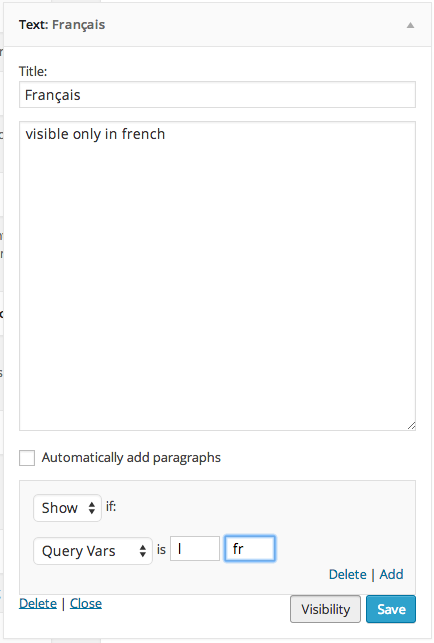 Text: Français
Title:
Français
visible only in french
Automatically add paragraphs
Show if:
Query Vars is l fr
Delete | Add
Delete | Close Visibility Save